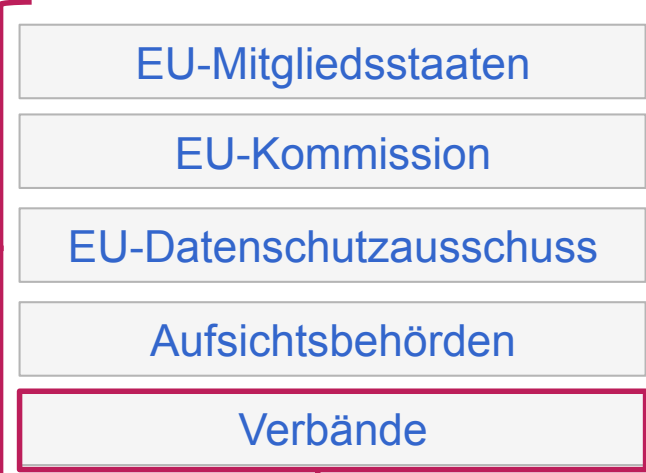 EU-Mitgliedsstaaten
EU-Kommission
EU-Datenschutzausschuss
Aufsichtsbehörden
Verbände